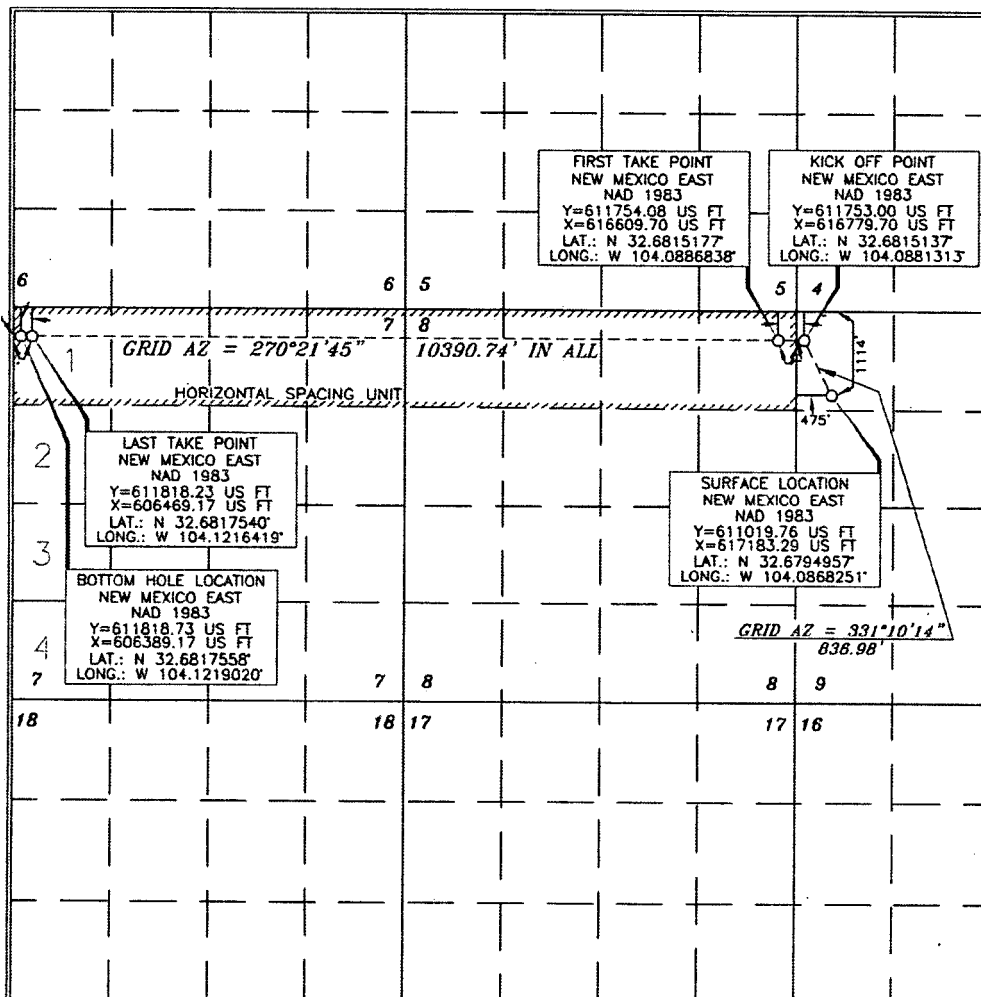 FIRST TAKE POINT
NEW MEXICO EAST
NAD 1983
Y=611754.08 US FT
X=616609.70 US FT
LAT.: N 32.6815177°
LONG.: W 104.0886838°
KICK OFF POINT
NEW MEXICO EAST
NAD 1983
Y=611753.00 US FT
X=616779.70 US FT
LAT.: N 32.6815137°
LONG.: W 104.0881313°
6
6 5
5 4
7 8
1
GRID AZ = 270°21'45"
10390.74' IN ALL
1114'
HORIZONTAL SPACING UNIT
475'
2
LAST TAKE POINT
NEW MEXICO EAST
NAD 1983
Y=611818.23 US FT
X=606469.17 US FT
LAT.: N 32.6817540°
LONG.: W 104.1216419°
SURFACE LOCATION
NEW MEXICO EAST
NAD 1983
Y=611019.76 US FT
X=617183.29 US FT
LAT.: N 32.6794957°
LONG.: W 104.0868251°
3
BOTTOM HOLE LOCATION
NEW MEXICO EAST
NAD 1983
Y=611818.73 US FT
X=606389.17 US FT
LAT.: N 32.6817558°
LONG.: W 104.1219020°
4
GRID AZ = 331°10'14"
836.98'
7
7 8
8 9
18
18 17
17 16